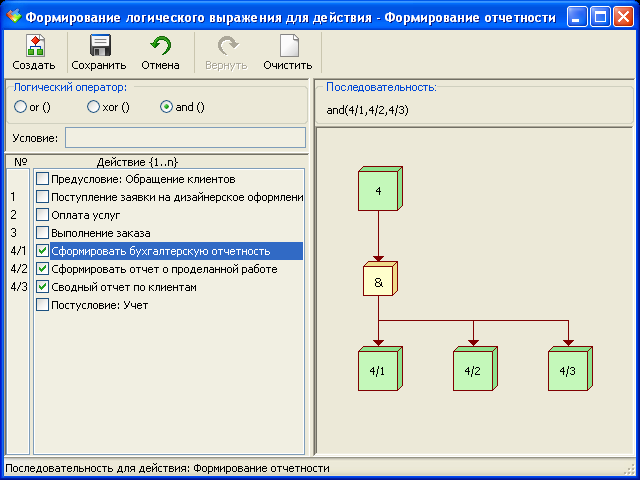 Формирование логического выражения для действия - Формирование отчетности
Создать Сохранить Отмена Вернуть Очистить
Логический оператор:
or () xor () and ()
Условие:
Последовательность:
and(4/1,4/2,4/3)
№ Действие {1..n}
Предусловие: Обращение клиентов
1 Поступление заявки на дизайнерское оформлени
2 Оплата услуг
3 Выполнение заказа
4/1 Сформировать бухгалтерскую отчетность
4/2 Сформировать отчет о проделанной работе
4/3 Сводный отчет по клиентам
Постусловие: Учет
4
&
4/1 4/2 4/3
Последовательность для действия: Формирование отчетности